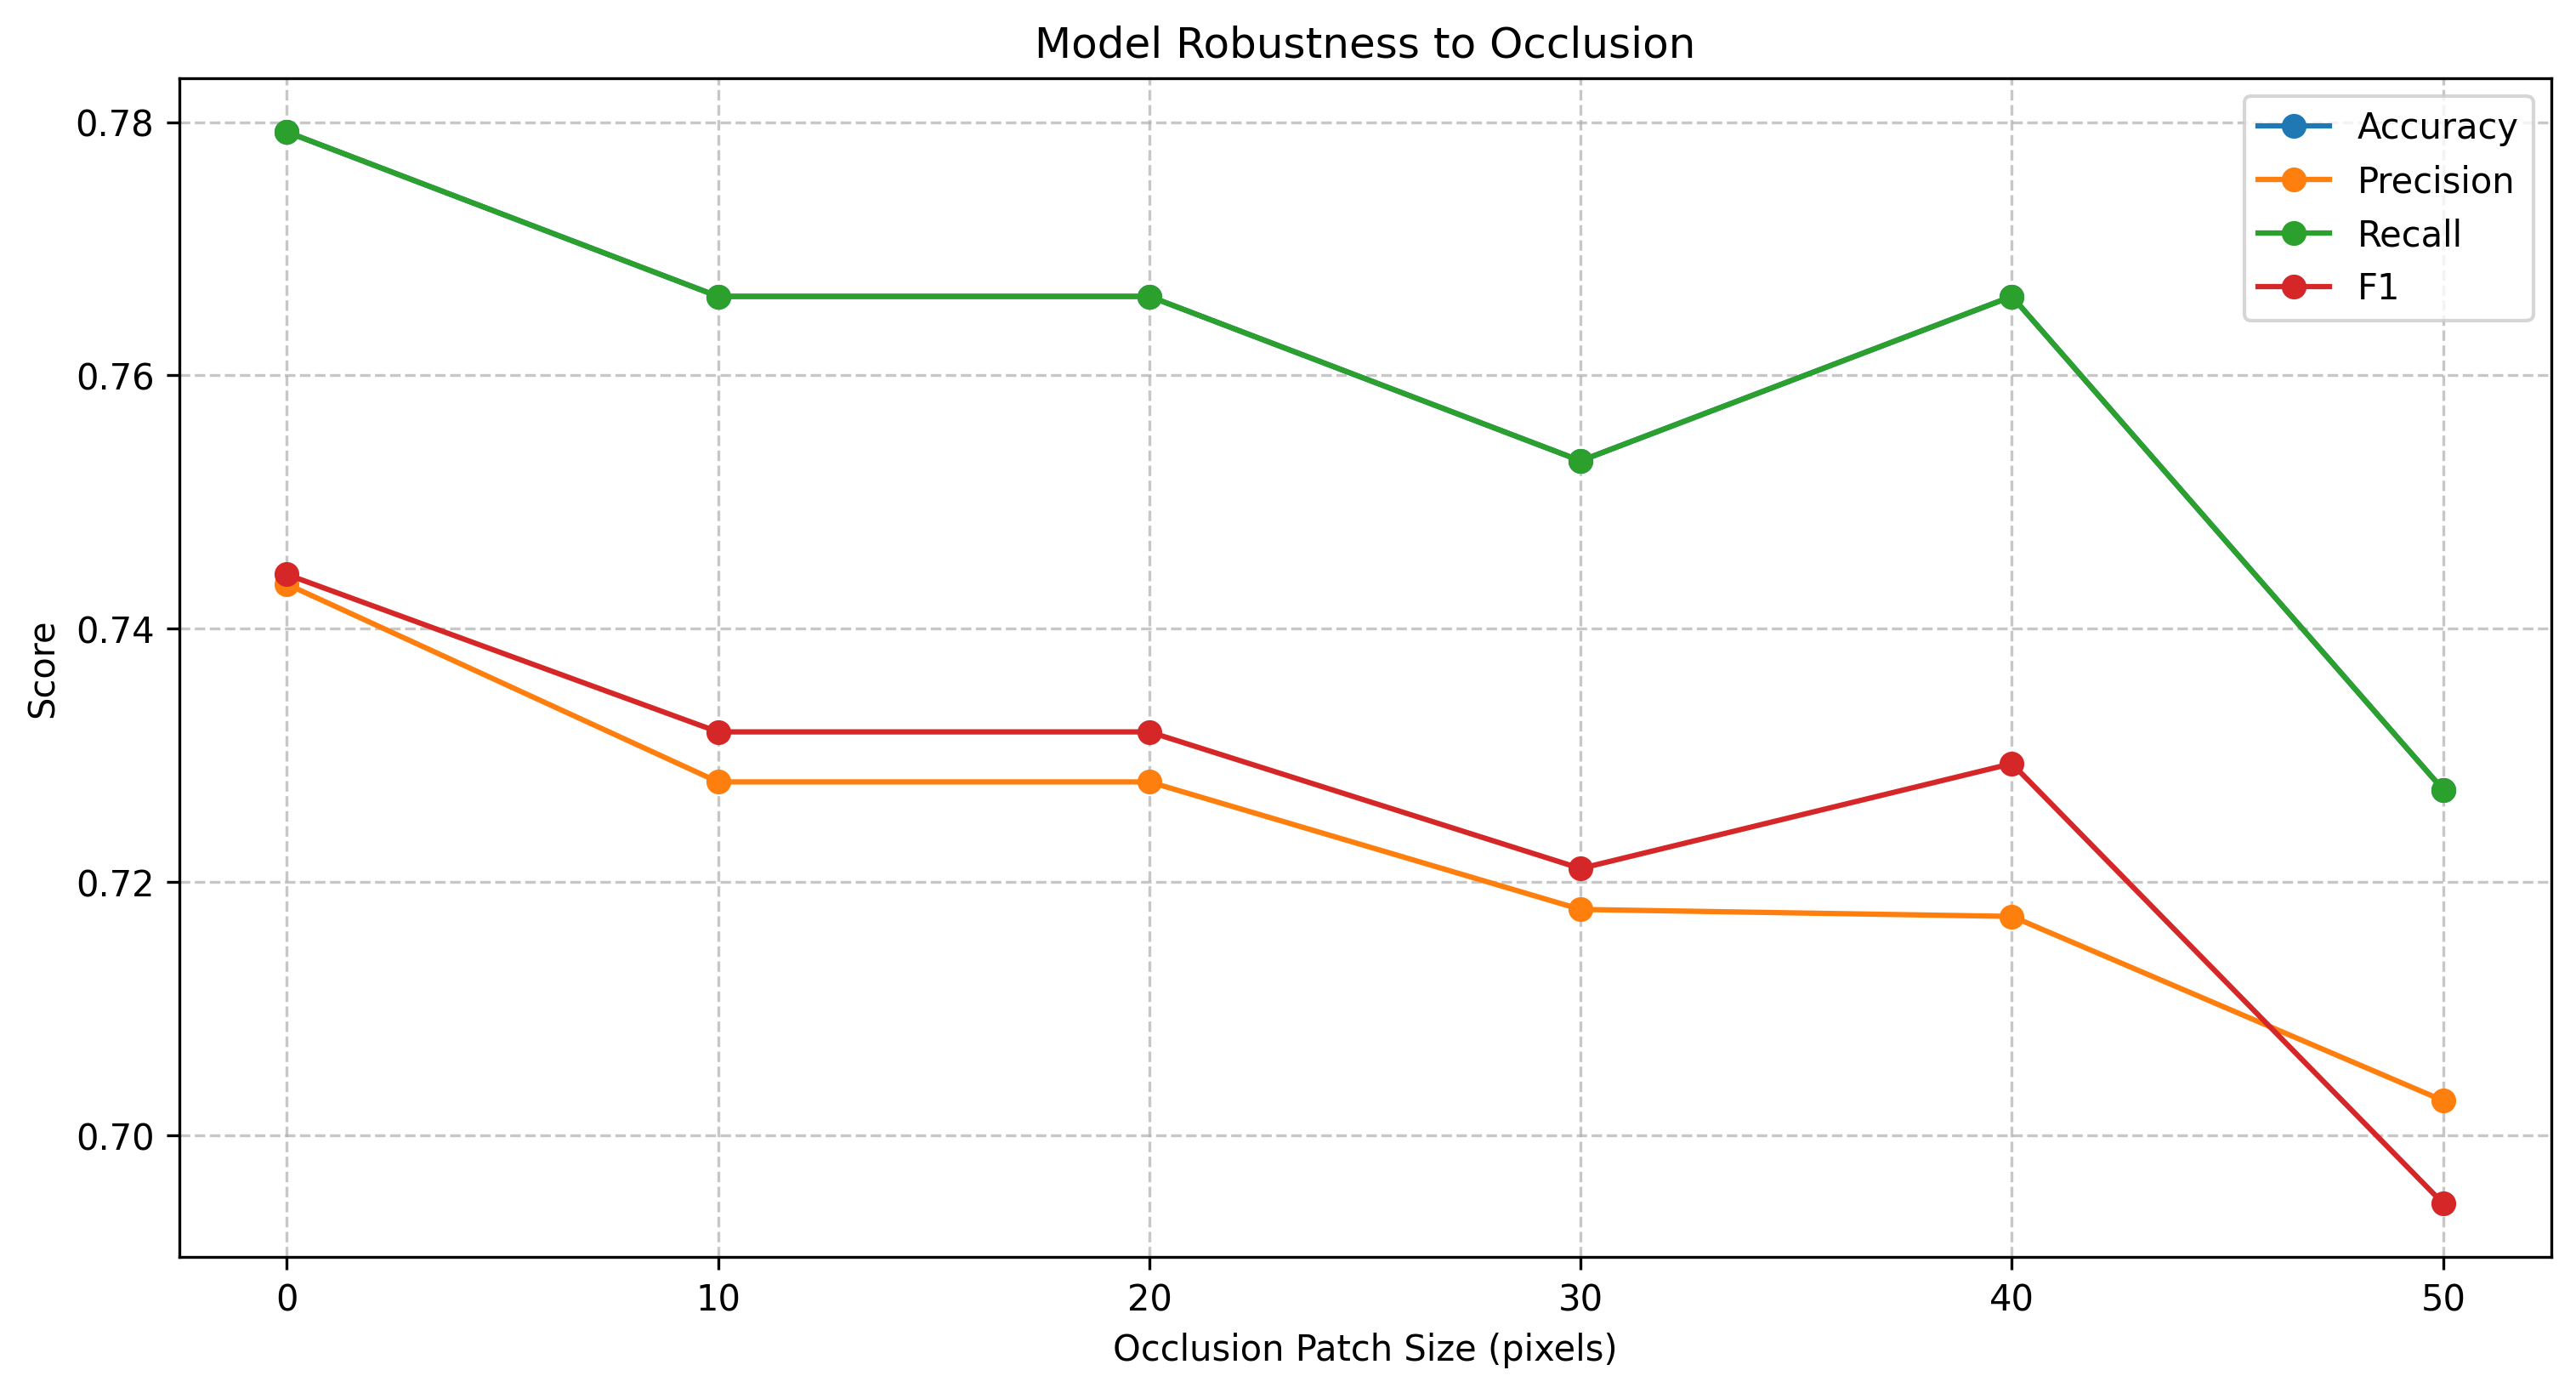 Model Robustness to Occlusion
0.78
0.76
0.74
0.72
0.70
Score
Accuracy
Precision
Recall
F1
0 10 20 30 40 50
Occlusion Patch Size (pixels)